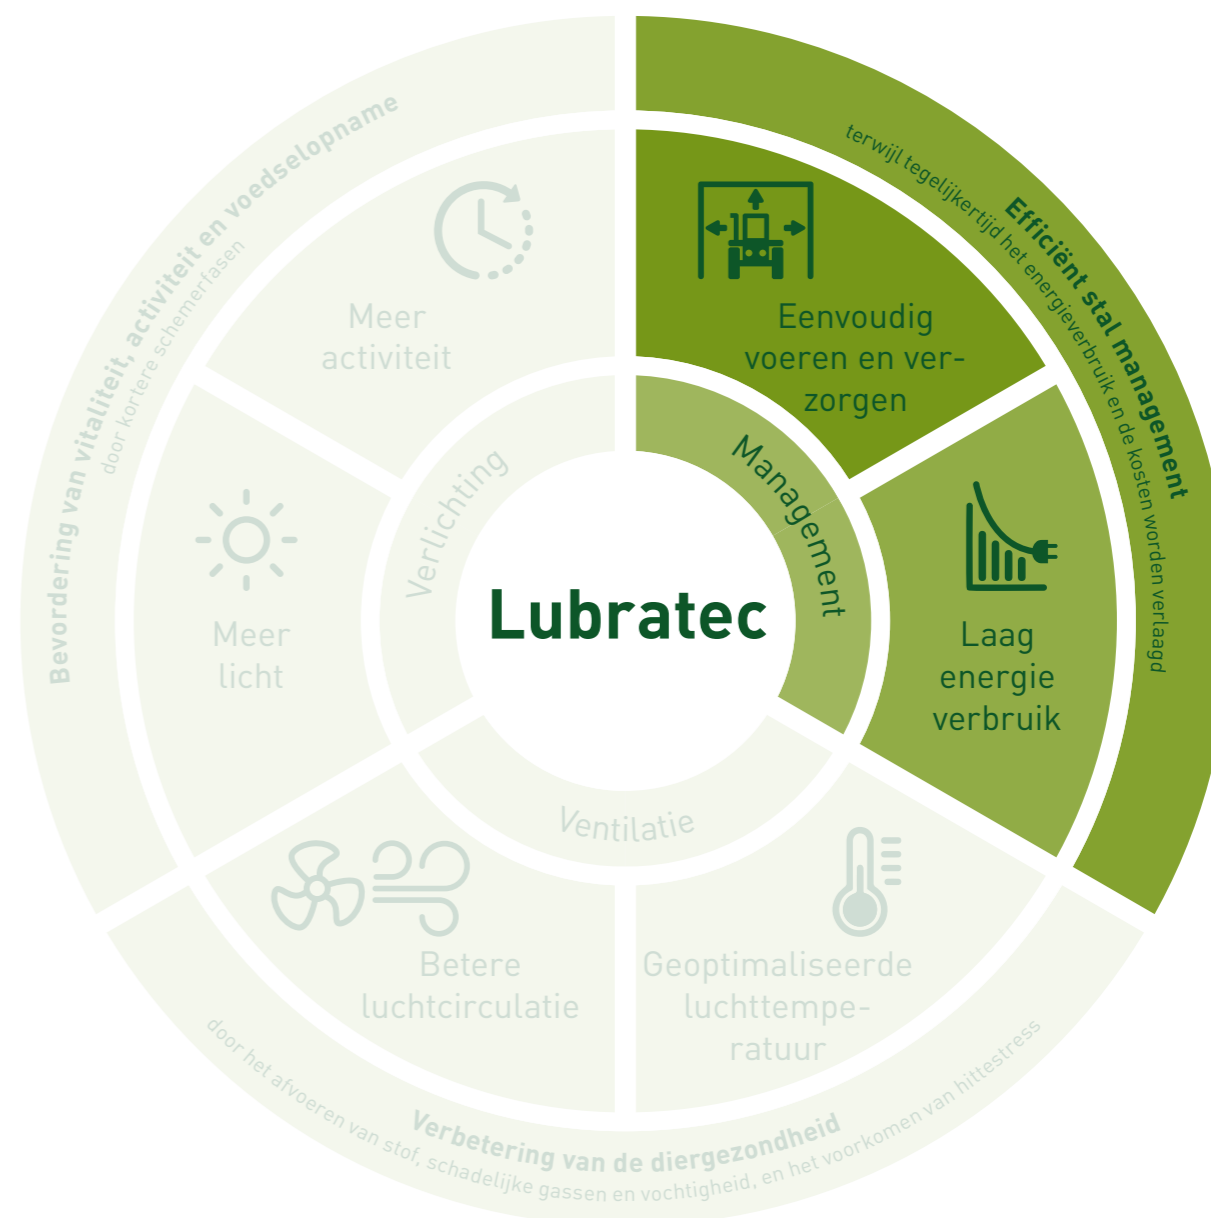 Bevordering van vitaliteit, activiteit en voedselopname
door kortere schemerfasen
Efficiënt stal management
terwijl tegelijkertijd het energieverbruik en de kosten worden verlaagd
Meer
activiteit
Eenvoudig
voeren en ver-
zorgen
Verlichting
Management
Meer
licht
Lubratec
Laag
energie
verbruik
Ventilatie
Betere
luchtcirculatie
Geoptimaliseerde
luchttempe-
ratuur
Verbetering van de diergezondheid
door het afvoeren van stof, schadelijke gassen en vochtigheid, en het voorkomen van hittestress